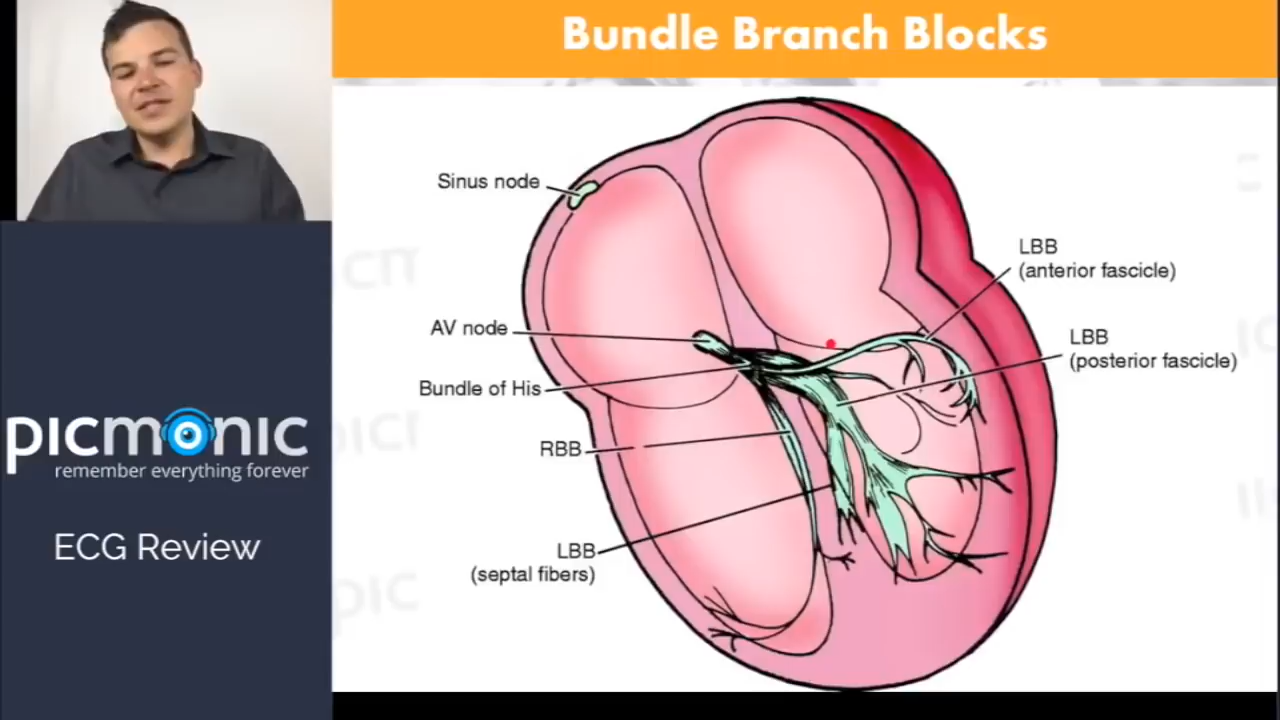 Bundle Branch Blocks
Sinus node
AV node
Bundle of His
RBB
LBB
(septal fibers)
LBB
(anterior fascicle)
LBB
(posterior fascicle)
picmonic
remember everything forever
ECG Review